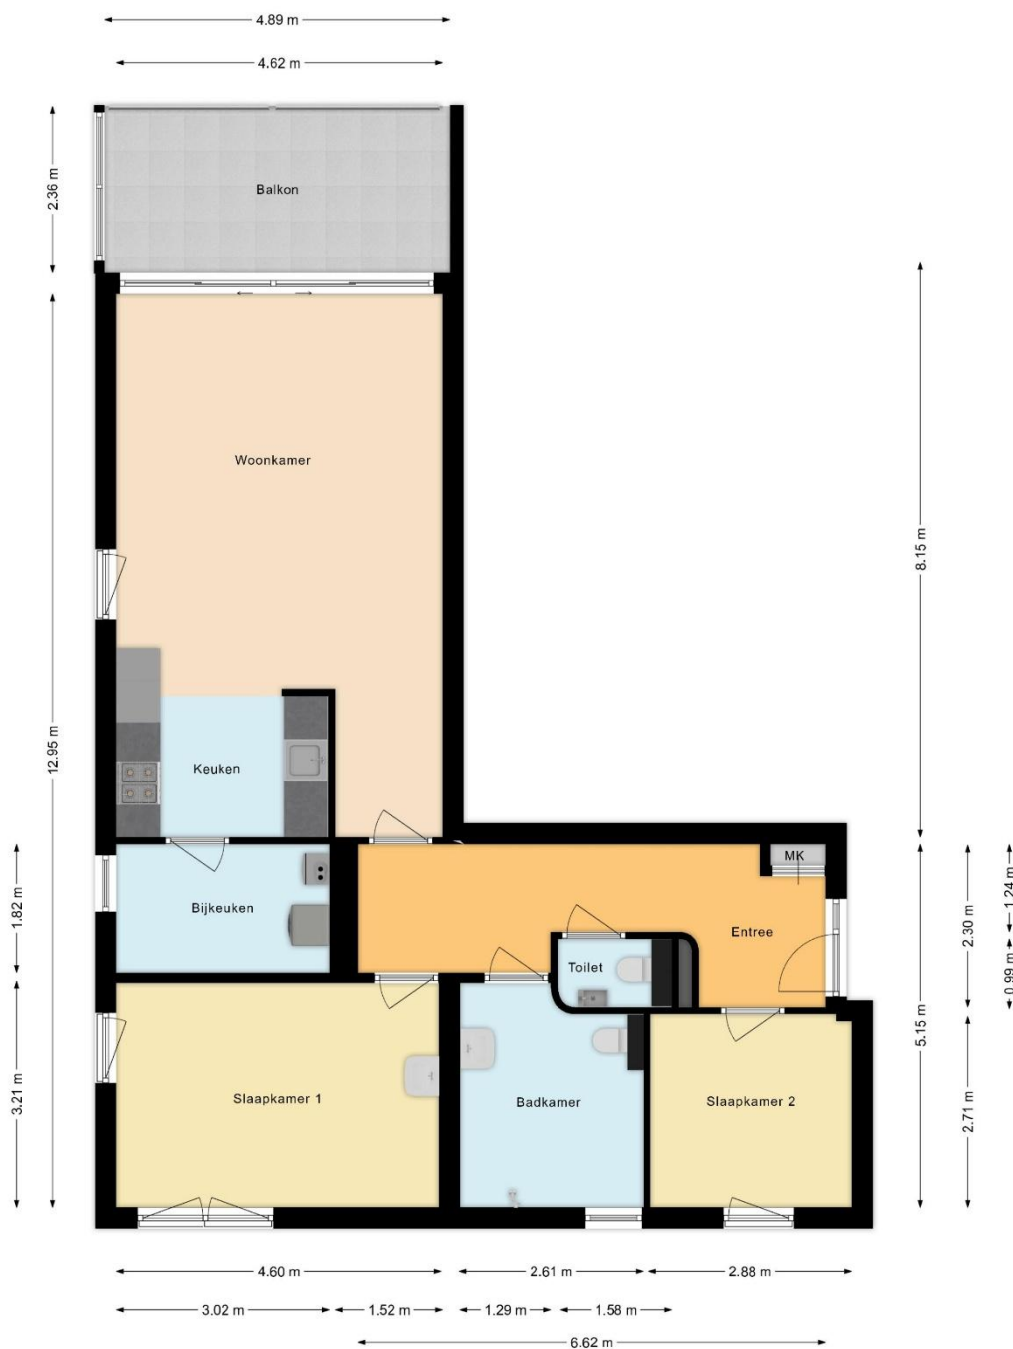 4.89 m
4.62 m
2.36 m
Balkon
Woonkamer
8.15 m
12.95 m
Keuken
MK
1.82 m
Bijkeuken
Entree
2.30 m
1.24 m
Toilet
0.99 m
5.15 m
3.21 m
Slaapkamer 1
Badkamer
Slaapkamer 2
2.71 m
4.60 m
2.61 m
2.88 m
3.02 m
1.52 m
1.29 m
1.58 m
6.62 m